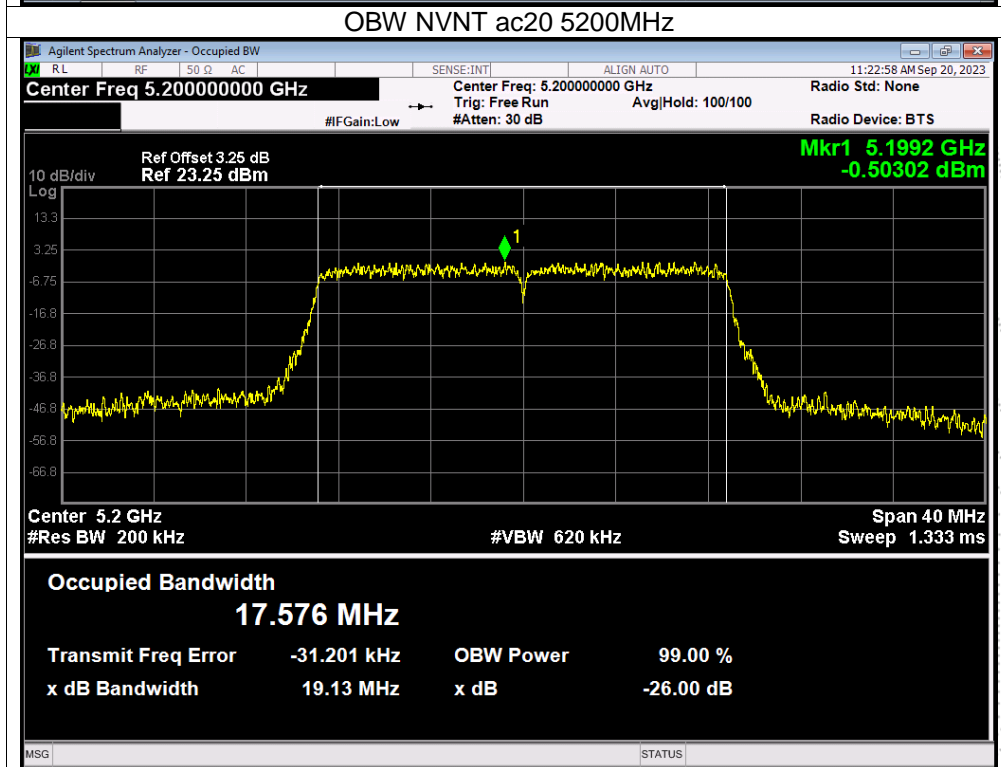 OBW NVNT ac20 5200MHz
Agilent Spectrum Analyzer - Occupied BW
LXI RL RF 50 Ω AC SENSE:INT ALIGN AUTO 11:22:58 AM Sep 20, 2023
Center Freq 5.200000000 GHz Center Freq: 5.200000000 GHz Radio Std: None
Trig: Free Run Avg|Hold: 100/100
#IFGain:Low #Atten: 30 dB Radio Device: BTS
Mkr1 5.1992 GHz
-0.50302 dBm
Ref Offset 3.25 dB
10 dB/div Ref 23.25 dBm
Log
13.3
3.25
-6.75
-16.8
-26.8
-36.8
-46.8
-56.8
-66.8
1
Center 5.2 GHz Span 40 MHz
#Res BW 200 kHz #VBW 620 kHz Sweep 1.333 ms
Occupied Bandwidth
17.576 MHz
Transmit Freq Error -31.201 kHz OBW Power 99.00 %
x dB Bandwidth 19.13 MHz x dB -26.00 dB
MSG STATUS